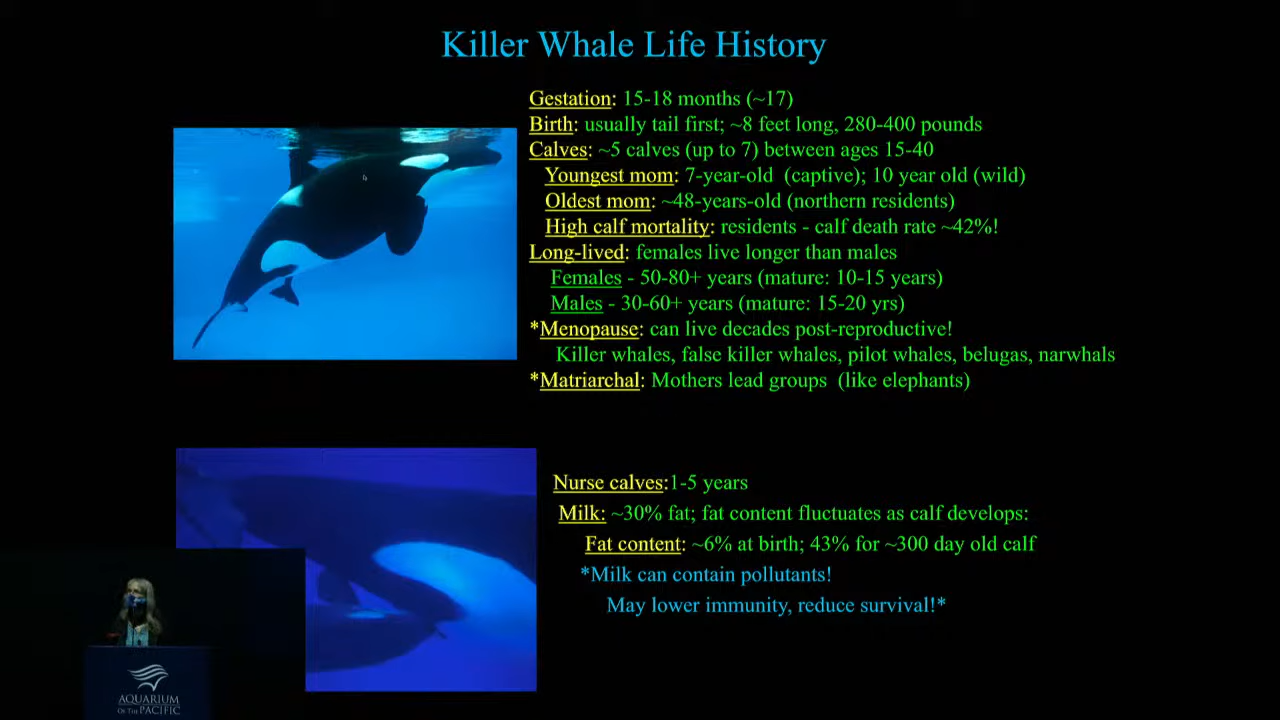 Killer Whale Life History
Gestation: 15-18 months (~17)
Birth: usually tail first; ~8 feet long, 280-400 pounds
Calves: ~5 calves (up to 7) between ages 15-40
Youngest mom: 7-year-old (captive); 10 year old (wild)
Oldest mom: ~48-years-old (northern residents)
High calf mortality: residents - calf death rate ~42%!
Long-lived: females live longer than males
Females - 50-80+ years (mature: 10-15 years)
Males - 30-60+ years (mature: 15-20 yrs)
*Menopause: can live decades post-reproductive!
Killer whales, false killer whales, pilot whales, belugas, narwhals
*Matriarchal: Mothers lead groups (like elephants)
Nurse calves:1-5 years
Milk: ~30% fat; fat content fluctuates as calf develops:
Fat content: ~6% at birth; 43% for ~300 day old calf
*Milk can contain pollutants!
May lower immunity, reduce survival!*
AQUARIUM
OF THE PACIFIC